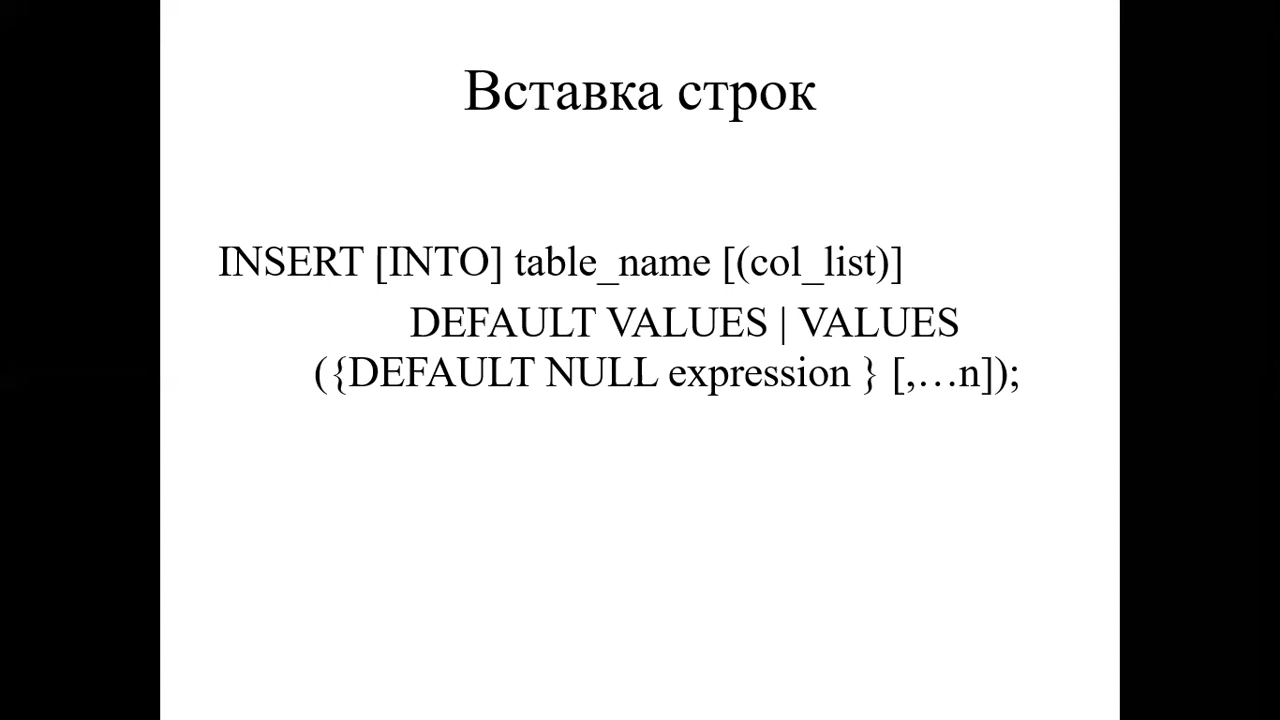 Вставка строк
INSERT [INTO] table_name [(col_list)]
DEFAULT VALUES | VALUES
({DEFAULT NULL expression } [,…n]);